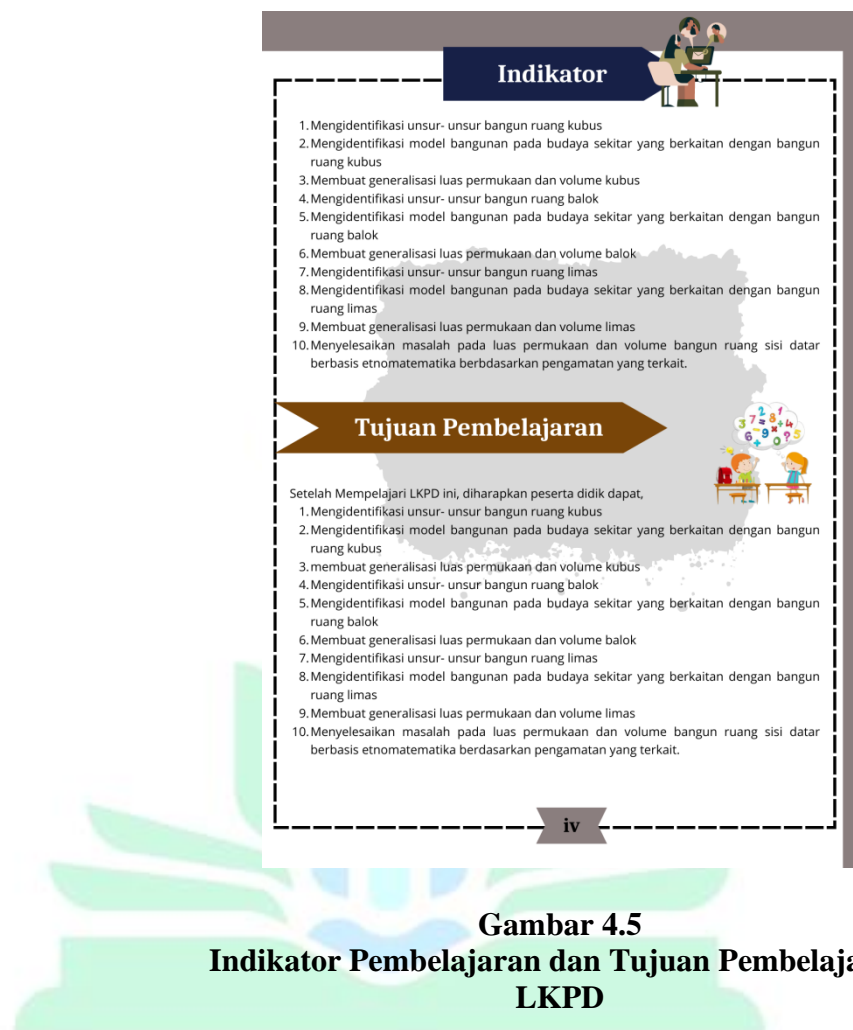 Indikator
1. Mengidentifikasi unsur- unsur bangun ruang kubus
2. Mengidentifikasi model bangunan pada budaya sekitar yang berkaitan dengan bangun
ruang kubus
3. Membuat generalisasi luas permukaan dan volume kubus
4. Mengidentifikasi unsur- unsur bangun ruang balok
5. Mengidentifikasi model bangunan pada budaya sekitar yang berkaitan dengan bangun
ruang balok
6. Membuat generalisasi luas permukaan dan volume balok
7. Mengidentifikasi unsur- unsur bangun ruang limas
8. Mengidentifikasi model bangunan pada budaya sekitar yang berkaitan dengan bangun
ruang limas
9. Membuat generalisasi luas permukaan dan volume limas
10. Menyelesaikan masalah pada luas permukaan dan volume bangun ruang sisi datar
berbasis etnomatematika berbdasarkan pengamatan yang terkait.
Tujuan Pembelajaran
Setelah Mempelajari LKPD ini, diharapkan peserta didik dapat,
1. Mengidentifikasi unsur- unsur bangun ruang kubus
2. Mengidentifikasi model bangunan pada budaya sekitar yang berkaitan dengan bangun
ruang kubus
3. membuat generalisasi luas permukaan dan volume kubus
4. Mengidentifikasi unsur- unsur bangun ruang balok
5. Mengidentifikasi model bangunan pada budaya sekitar yang berkaitan dengan bangun
ruang balok
6. Membuat generalisasi luas permukaan dan volume balok
7. Mengidentifikasi unsur- unsur bangun ruang limas
8. Mengidentifikasi model bangunan pada budaya sekitar yang berkaitan dengan bangun
ruang limas
9. Membuat generalisasi luas permukaan dan volume limas
10. Menyelesaikan masalah pada luas permukaan dan volume bangun ruang sisi datar
berbasis etnomatematika berdasarkan pengamatan yang terkait.
iv
Gambar 4.5
Indikator Pembelajaran dan Tujuan Pembelaja
LKPD